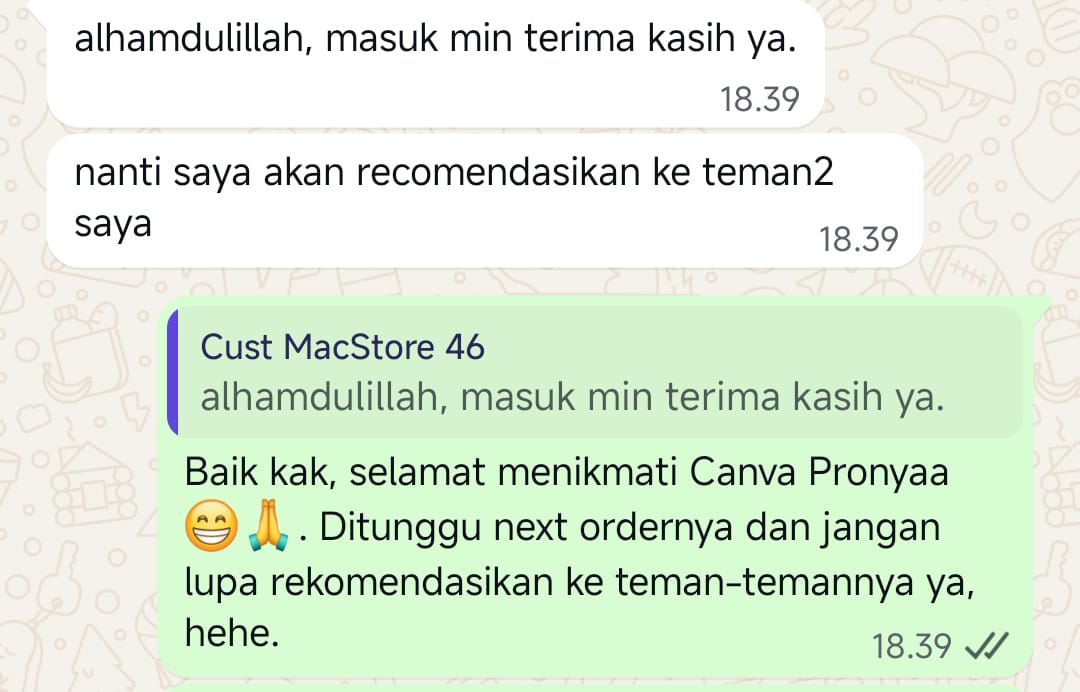 alhamdulillah, masuk min terima kasih ya.
18.39
nanti saya akan recomendasikan ke teman2
saya
18.39
Cust MacStore 46
alhamdulillah, masuk min terima kasih ya.
Baik kak, selamat menikmati Canva Pronyaa
😁🙏. Ditunggu next ordernya dan jangan
lupa rekomendasikan ke teman-temannya ya,
hehe.
18.39